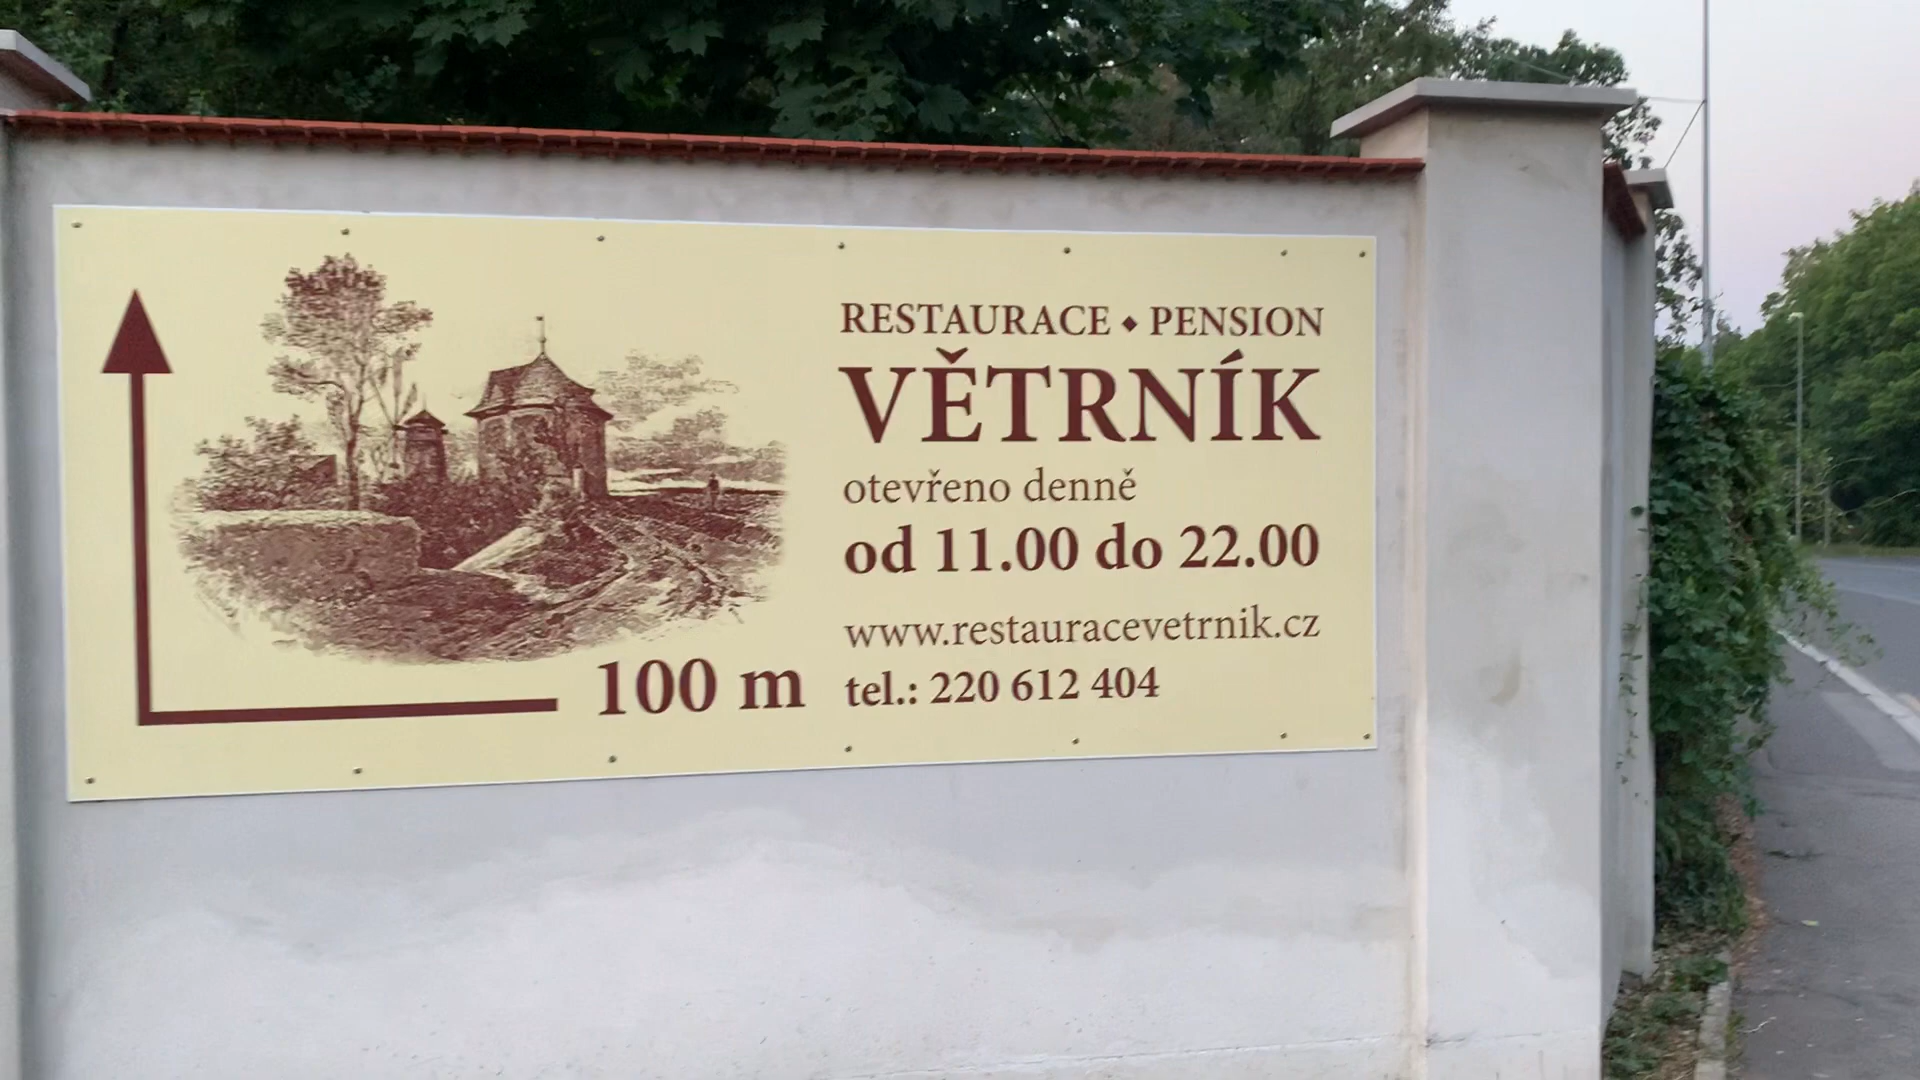 RESTAURACE ◆ PENSION
VĚTRNÍK
otevřeno denně
od 11.00 do 22.00
www.restauracevetrnik.cz
100 m
tel.: 220 612 404